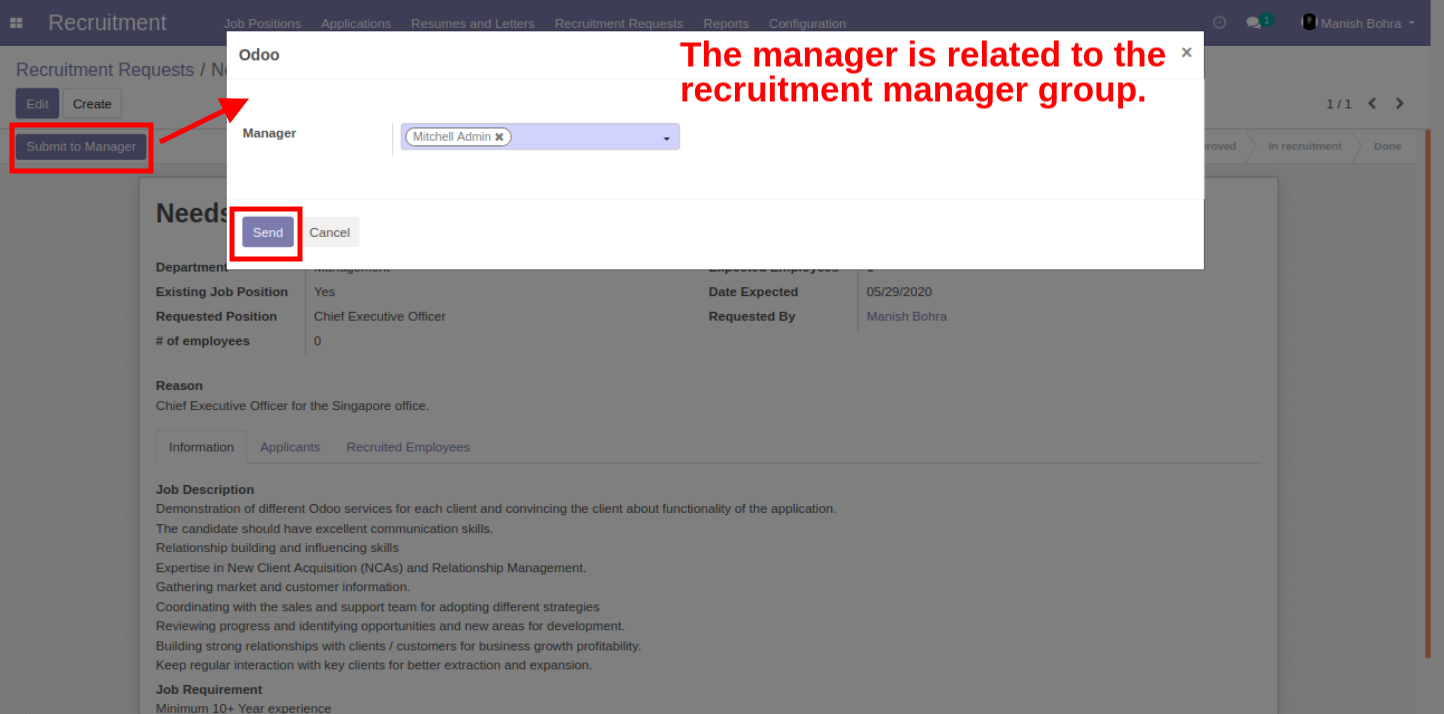 Recruitment
Job Positions Applications Resumes and Letters Recruitment Requests Reports Configuration
1 Manish Bohra
Odoo
×
The manager is related to the
recruitment manager group.
Recruitment Requests /
Edit Create
1 / 1
Manager
Mitchell Admin ✖
Submit to Manager
In recruitment Done
Needs
Send Cancel
Department Management
Expected Employees 1
Existing Job Position Yes
Date Expected 05/29/2020
Requested Position Chief Executive Officer
Requested By Manish Bohra
# of employees 0
Reason
Chief Executive Officer for the Singapore office.
Information Applicants Recruited Employees
Job Description
Demonstration of different Odoo services for each client and convincing the client about functionality of the application.
The candidate should have excellent communication skills.
Relationship building and influencing skills
Expertise in New Client Acquisition (NCAs) and Relationship Management.
Gathering market and customer information.
Coordinating with the sales and support team for adopting different strategies
Reviewing progress and identifying opportunities and new areas for development.
Building strong relationships with clients / customers for business growth profitability.
Keep regular interaction with key clients for better extraction and expansion.
Job Requirement
Minimum 10+ Year experience